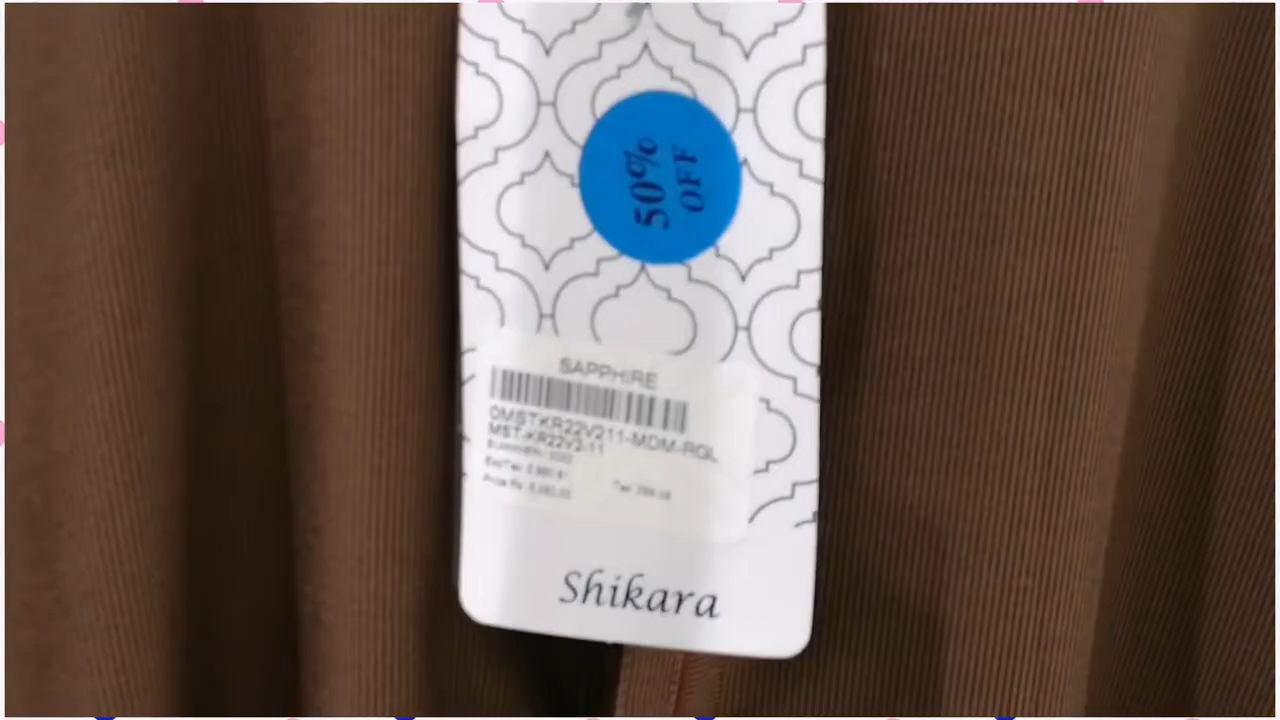 50%
OFF
SAPPHIRE
0MSTKR22V211-MDM-RGL
MST-KR22V2-11
Shikara